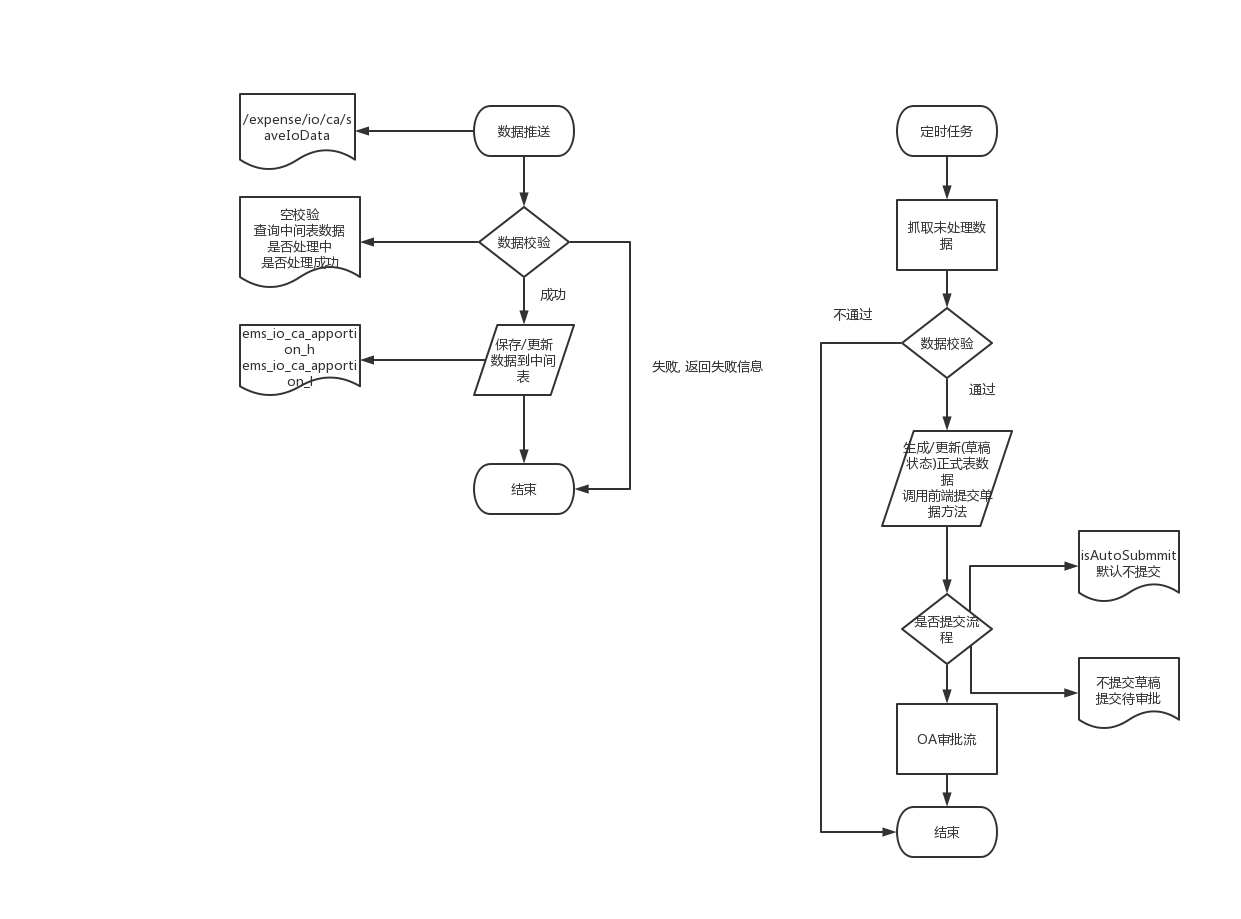 /expense/io/ca/s
aveIoData
数据推送
空校验
查询中间表数据
是否处理中
是否处理成功
数据校验
成功
ems_io_ca_apporti
on_h
ems_io_ca_apporti
on_l
保存/更新
数据到中间
表
失败, 返回失败信息
结束
定时任务
抓取未处理数
据
不通过
数据校验
通过
生成/更新(草稿
状态)正式表数
据
调用前端提交单
据方法
isAutoSubmmit
默认不提交
是否提交流
程
不提交草稿
提交待审批
OA审批流
结束